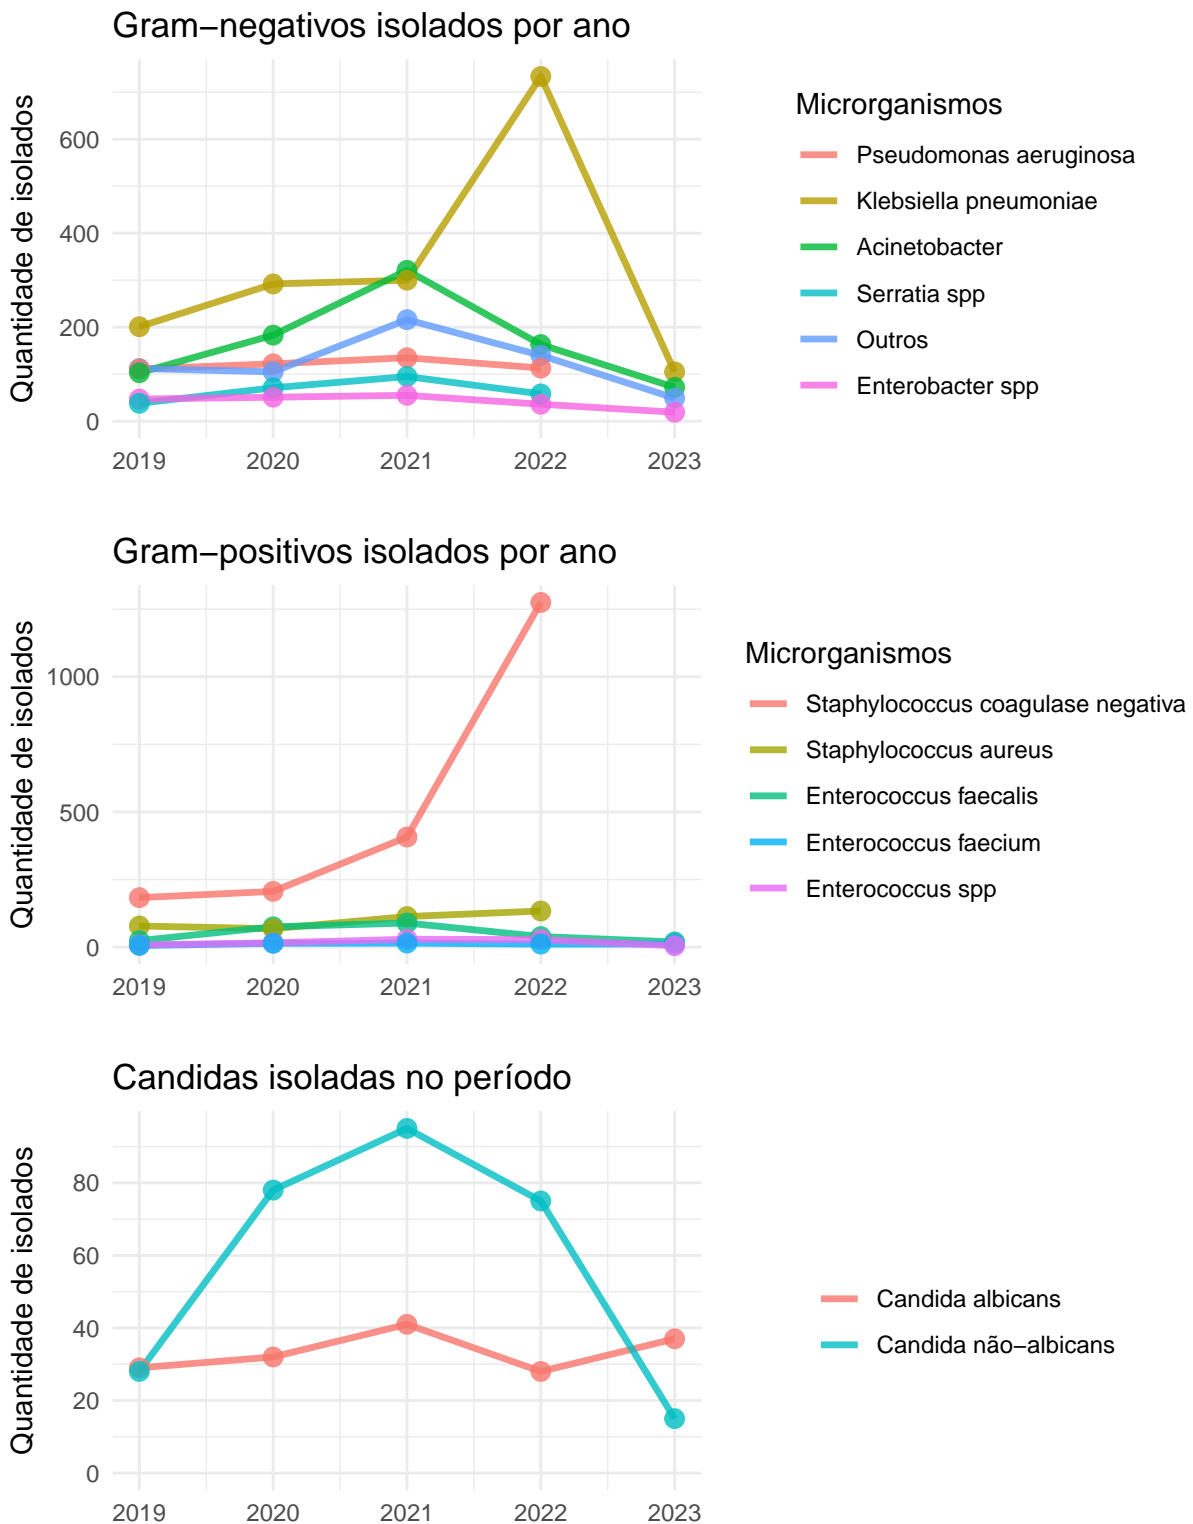 Gram−negativos isolados por ano
Quantidade de isolados
600
400
200
0
2019 2020 2021 2022 2023
Microrganismos
Pseudomonas aeruginosa
Klebsiella pneumoniae
Acinetobacter
Serratia spp
Outros
Enterobacter spp
Gram−positivos isolados por ano
Quantidade de isolados
1000
500
0
2019 2020 2021 2022 2023
Microrganismos
Staphylococcus coagulase negativa
Staphylococcus aureus
Enterococcus faecalis
Enterococcus faecium
Enterococcus spp
Candidas isoladas no período
Quantidade de isolados
80
60
40
20
0
2019 2020 2021 2022 2023
Candida albicans
Candida não−albicans